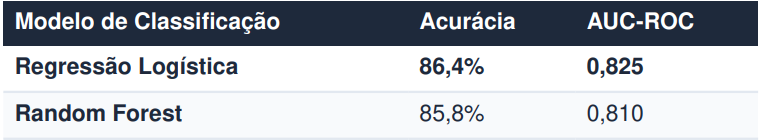 Modelo de Classificação Acurácia AUC-ROC
Regressão Logística 86,4% 0,825
Random Forest 85,8% 0,810